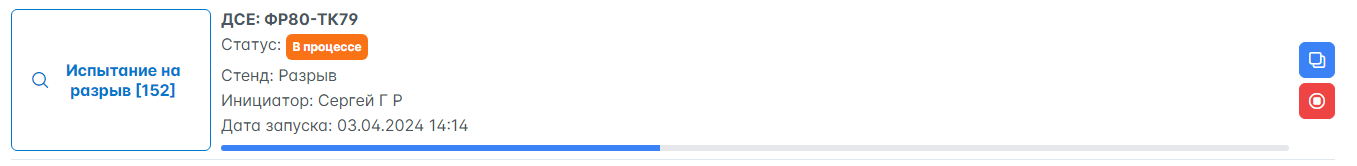 Испытание на
разрыв [152]
ДСЕ: ФР80-ТК79
Статус: В процессе
Стенд: Разрыв
Инициатор: Сергей Г Р
Дата запуска: 03.04.2024 14:14